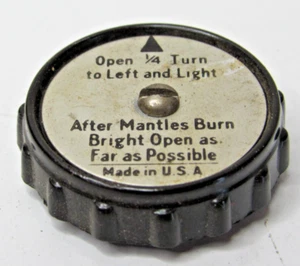 Open ¼ Turn
to Left and Light
After Mantles Burn
Bright Open as
Far as Possible
Made in U.S.A